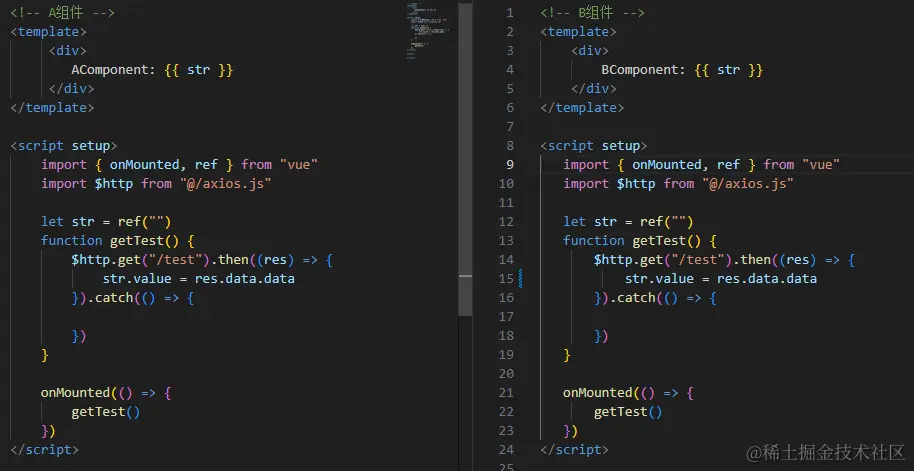 <!-- A组件 -->
<template>
    <div>
        AComponent: {{ str }}
    </div>
</template>

<script setup>
    import { onMounted, ref } from "vue"
    import $http from "@/axios.js"

    let str = ref("")
    function getTest() {
        $http.get("/test").then((res) => {
            str.value = res.data.data
        }).catch(() => {

        })
    }

    onMounted(() => {
        getTest()
    })
</script>
1 <!-- B组件 -->
2 <template>
3     <div>
4         BComponent: {{ str }}
5     </div>
6 </template>
7
8 <script setup>
9     import { onMounted, ref } from "vue"
10     import $http from "@/axios.js"
11
12     let str = ref("")
13     function getTest() {
14         $http.get("/test").then((res) => {
15             str.value = res.data.data
16         }).catch(() => {
17
18         })
19     }
20
21     onMounted(() => {
22         getTest()
23     })
24 </script>
25
@稀土掘金技术社区